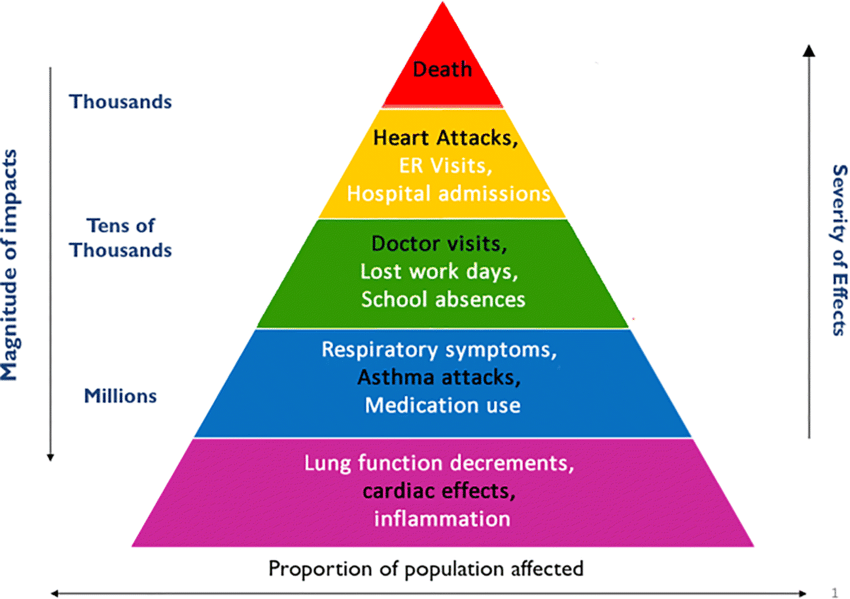 Death
Thousands
Heart Attacks,
ER Visits,
Hospital admissions
Tens of
Thousands
Doctor visits,
Lost work days,
School absences
Magnitude of impacts
Severity of Effects
Respiratory symptoms,
Asthma attacks,
Medication use
Millions
Lung function decrements,
cardiac effects,
inflammation
Proportion of population affected
1